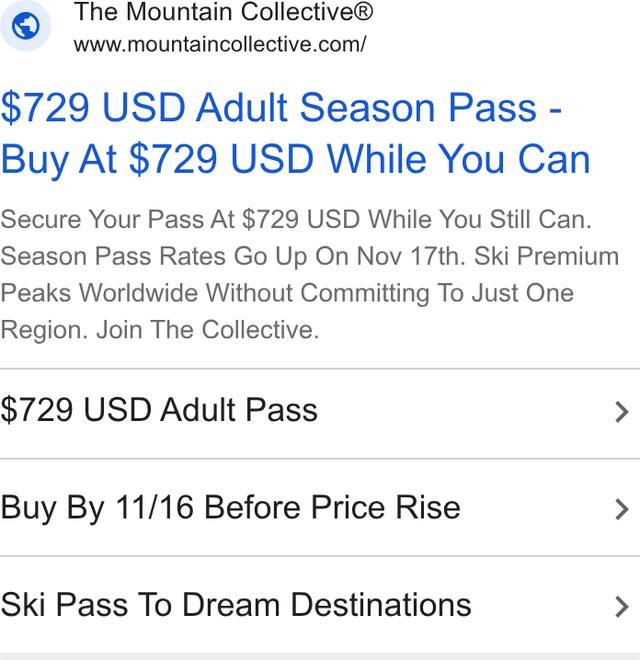 The Mountain Collective®
www.mountaincollective.com/
$729 USD Adult Season Pass -
Buy At $729 USD While You Can
Secure Your Pass At $729 USD While You Still Can.
Season Pass Rates Go Up On Nov 17th. Ski Premium
Peaks Worldwide Without Committing To Just One
Region. Join The Collective.
$729 USD Adult Pass
Buy By 11/16 Before Price Rise
Ski Pass To Dream Destinations